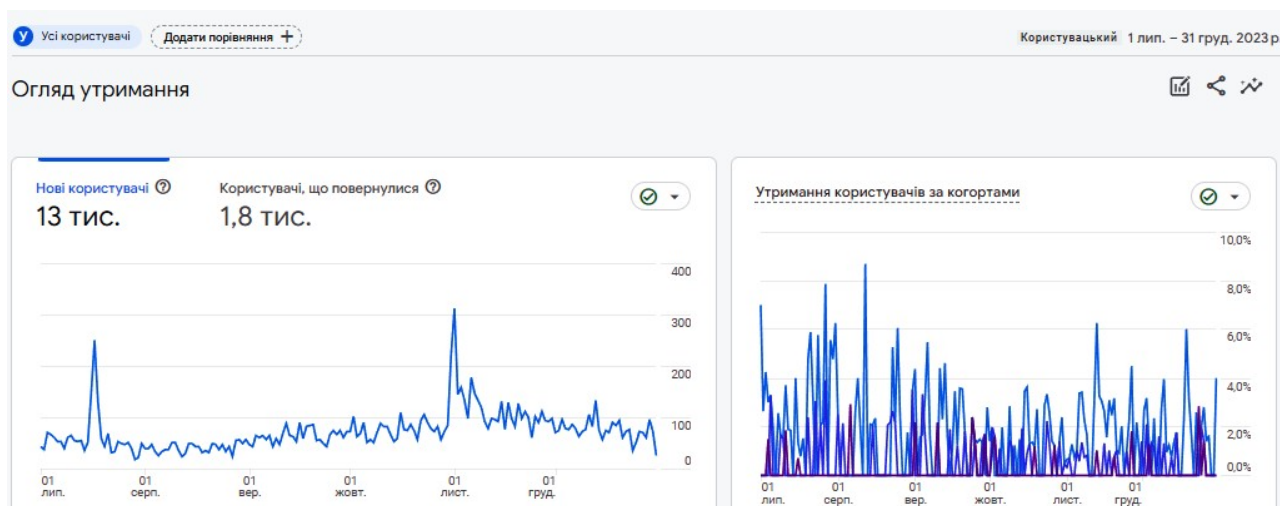 У Усі користувачі Додати порівняння + Користувацький 1 лип. – 31 груд. 2023 р
Огляд утримання
Нові користувачі Користувачі, що повернулися
13 тис. 1,8 тис.
400
300
200
100
0
01 01 01 01 01 01
лип. серп. вер. жовт. лист. груд.
Утримання користувачів за когортами
10,0%
8,0%
6,0%
4,0%
2,0%
0,0%
01 01 01 01 01 01
лип. серп. вер. жовт. лист. груд.